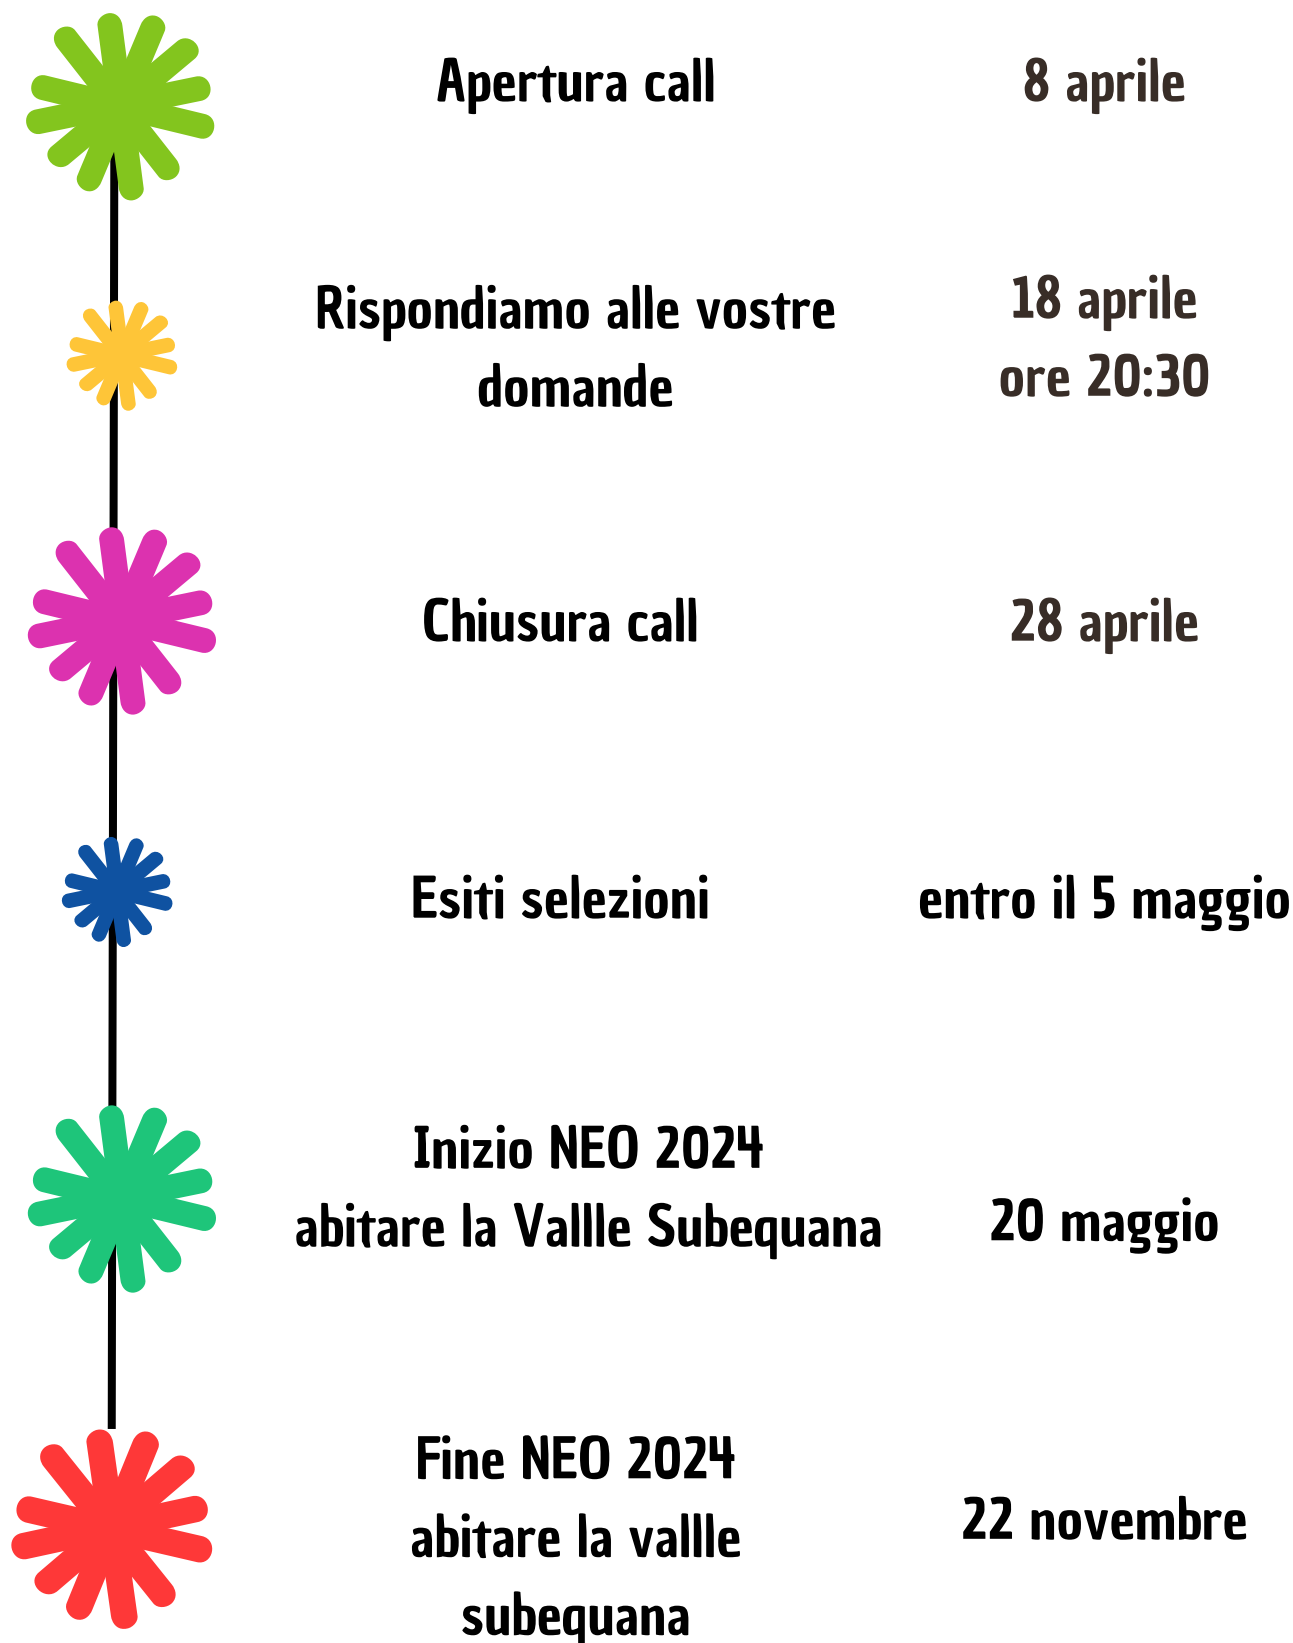 Apertura call
8 aprile
Rispondiamo alle vostre
domande
18 aprile
ore 20:30
Chiusura call
28 aprile
Esiti selezioni
entro il 5 maggio
Inizio NEO 2024
abitare la Vallle Subequana
20 maggio
Fine NEO 2024
abitare la vallle
subequana
22 novembre